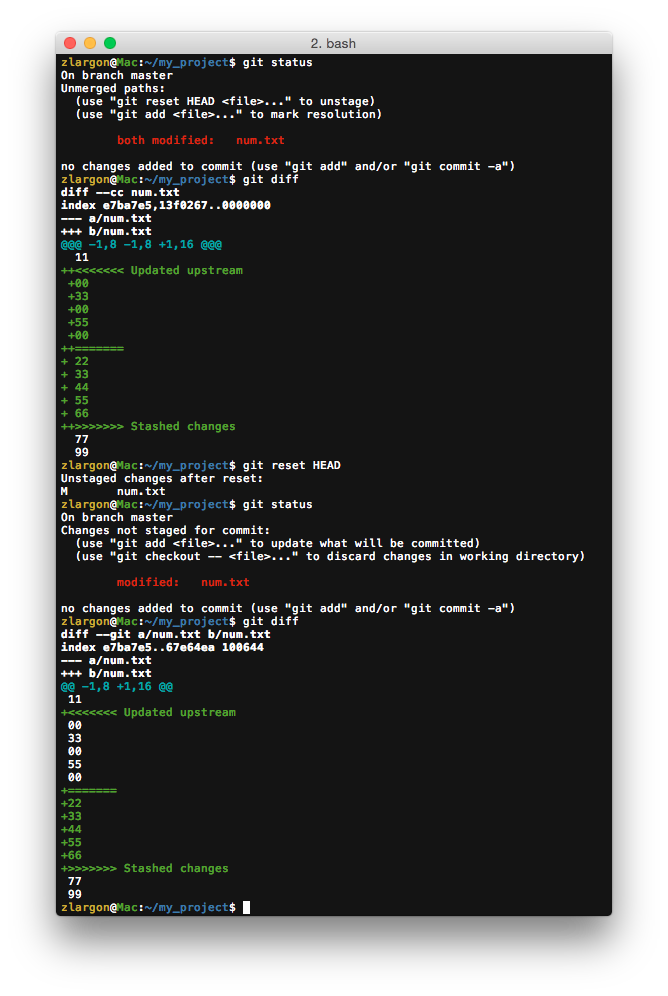 2. bash
zlargon@Mac:~/my_project$ git status
On branch master
Unmerged paths:
  (use "git reset HEAD <file>..." to unstage)
  (use "git add <file>..." to mark resolution)
        both modified:   num.txt
no changes added to commit (use "git add" and/or "git commit -a")
zlargon@Mac:~/my_project$ git diff
diff --cc num.txt
index e7ba7e5,13f0267..0000000
--- a/num.txt
+++ b/num.txt
@@@ -1,8 -1,8 +1,16 @@@
  11
++<<<<<<< Updated upstream
 +00
 +33
 +00
 +55
 +00
++=======
+ 22
+ 33
+ 44
+ 55
+ 66
++>>>>>>> Stashed changes
  77
  99
zlargon@Mac:~/my_project$ git reset HEAD
Unstaged changes after reset:
M       num.txt
zlargon@Mac:~/my_project$ git status
On branch master
Changes not staged for commit:
  (use "git add <file>..." to update what will be committed)
  (use "git checkout -- <file>..." to discard changes in working directory)
        modified:   num.txt
no changes added to commit (use "git add" and/or "git commit -a")
zlargon@Mac:~/my_project$ git diff
diff --git a/num.txt b/num.txt
index e7ba7e5..67e64ea 100644
--- a/num.txt
+++ b/num.txt
@@ -1,8 +1,16 @@
 11
+<<<<<<< Updated upstream
 00
 33
 00
 55
 00
+=======
+22
+33
+44
+55
+66
+>>>>>>> Stashed changes
 77
 99
zlargon@Mac:~/my_project$